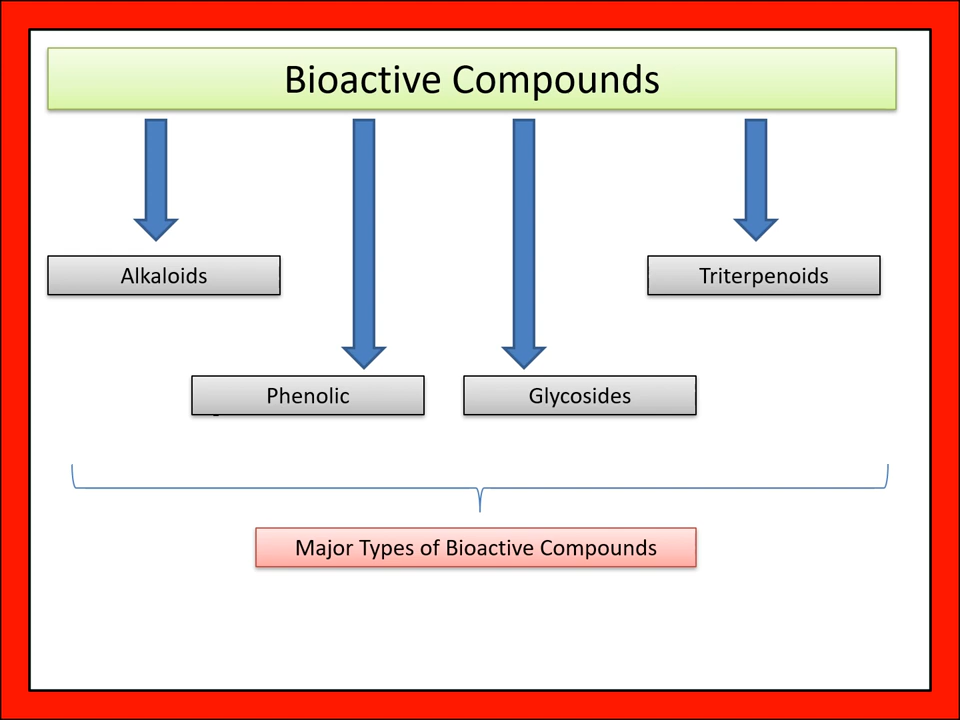 Bioactive Compounds
Alkaloids
Triterpenoids
Phenolic
Glycosides
Major Types of Bioactive Compounds